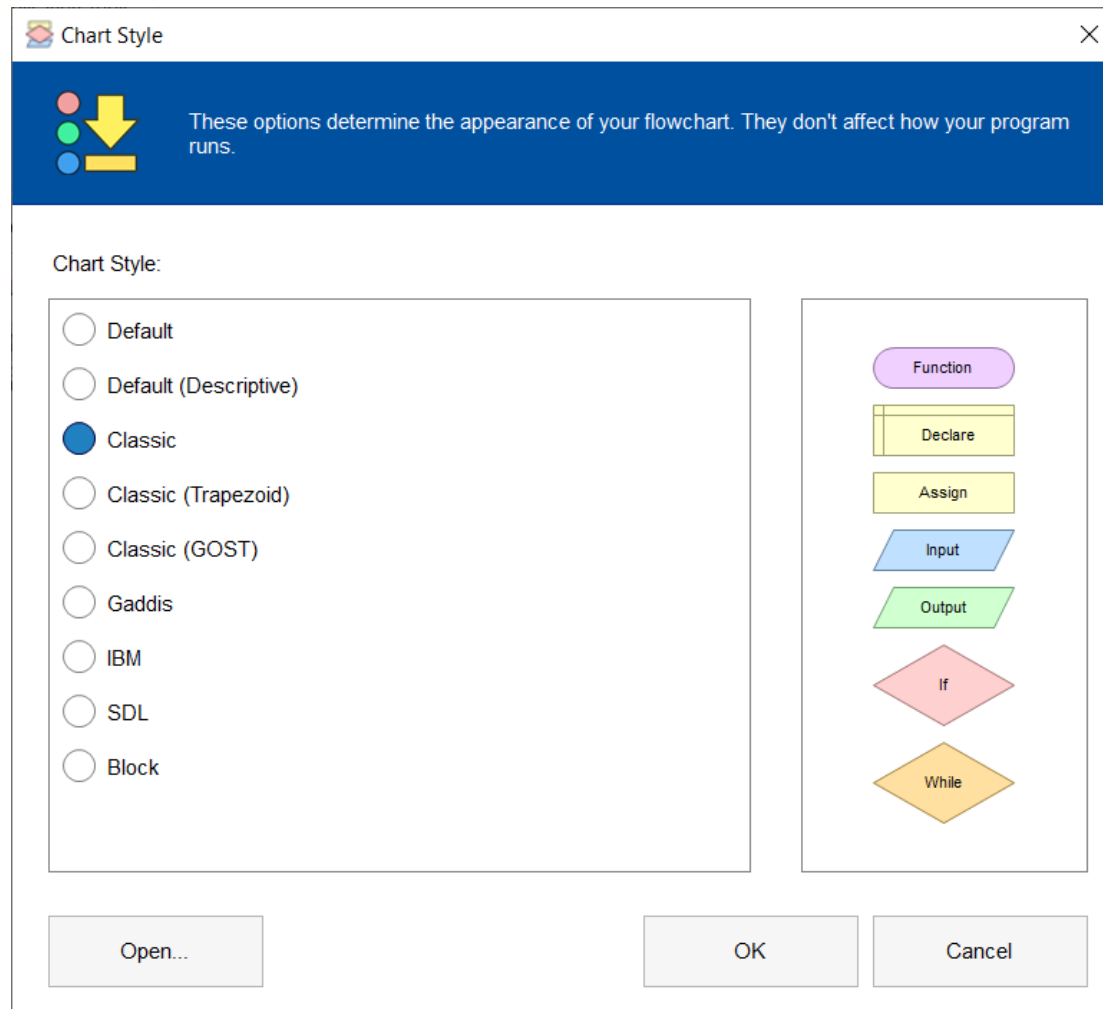 Chart Style
These options determine the appearance of your flowchart. They don't affect how your program
runs.
Chart Style:
Default
Default (Descriptive)
Classic
Classic (Trapezoid)
Classic (GOST)
Gaddis
IBM
SDL
Block
Function
Declare
Assign
Input
Output
If
While
Open...
OK
Cancel